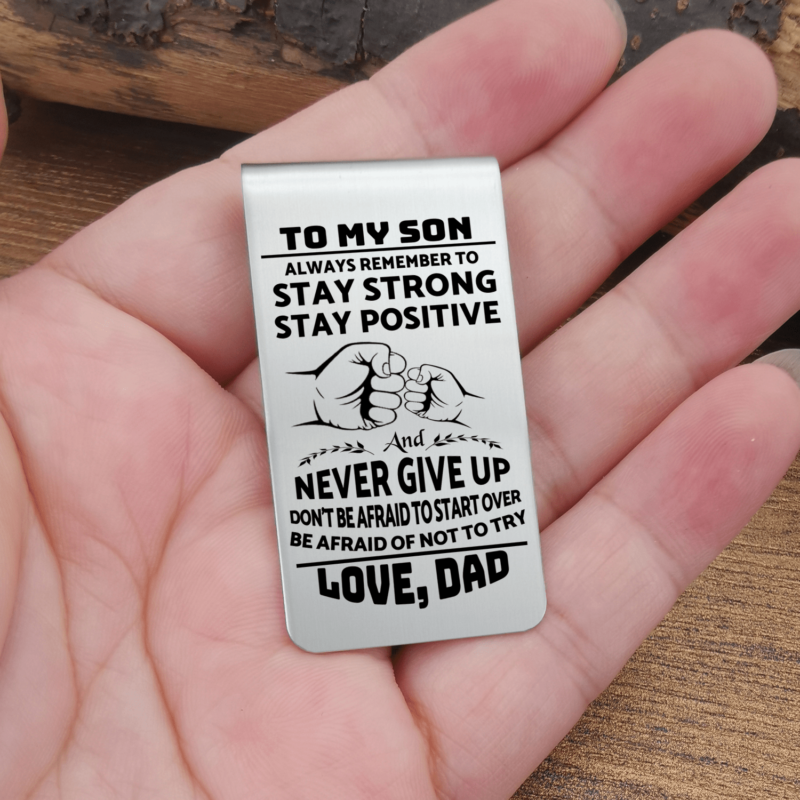 TO MY SON
ALWAYS REMEMBER TO
STAY STRONG
STAY POSITIVE
And
NEVER GIVE UP
DON'T BE AFRAID TO START OVER
BE AFRAID OF NOT TO TRY
LOVE, DAD